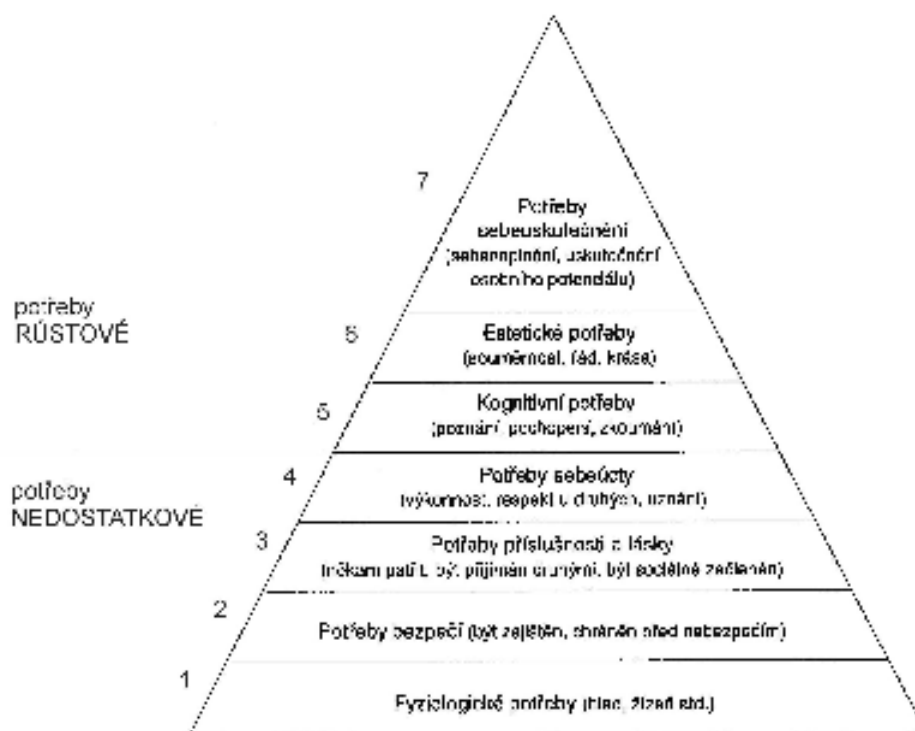 7
Potřeby
sebeuskutečnění
(sebenaplnění, uskutečnění
osobního potenciálu)
potřeby
RŮSTOVÉ
6
Estetické potřeby
(souměrnost, řád, krása)
5
Kognitivní potřeby
(poznání, pochopení, zkoumání)
potřeby
NEDOSTATKOVÉ
4
Potřeby sebeúcty
(výkonnost, respekt u druhých, uznání)
3
Potřeby příslušnosti a lásky
(někam patřit, být přijímán druhými, být sociálně začleněn)
2
Potřeby bezpečí (být zajištěn, chráněn před nebezpečím)
1
Fyziologické potřeby (hlad, žízeň atd.)